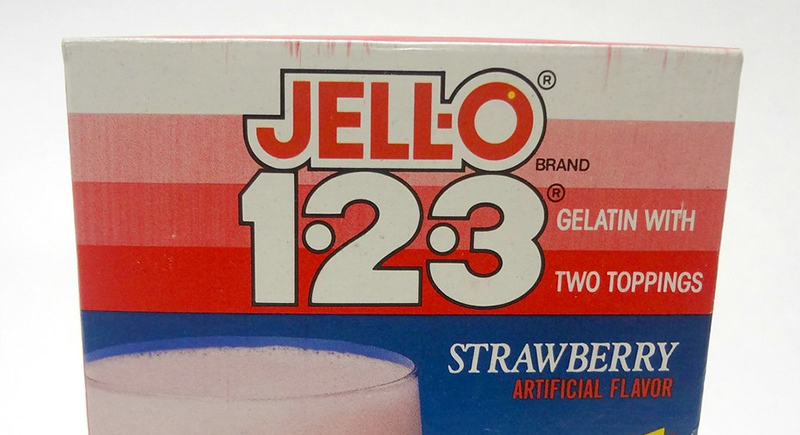 JELL-O®
BRAND
1·2·3®
GELATIN WITH
TWO TOPPINGS
STRAWBERRY
ARTIFICIAL FLAVOR